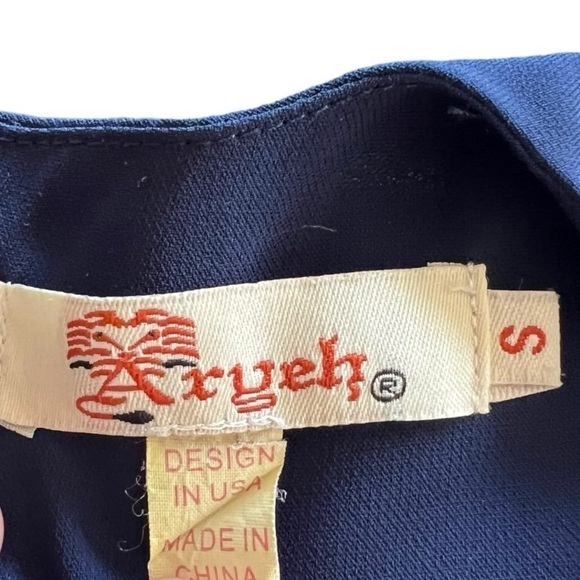 Aryeh®
S
DESIGN
IN USA
MADE IN
CHINA